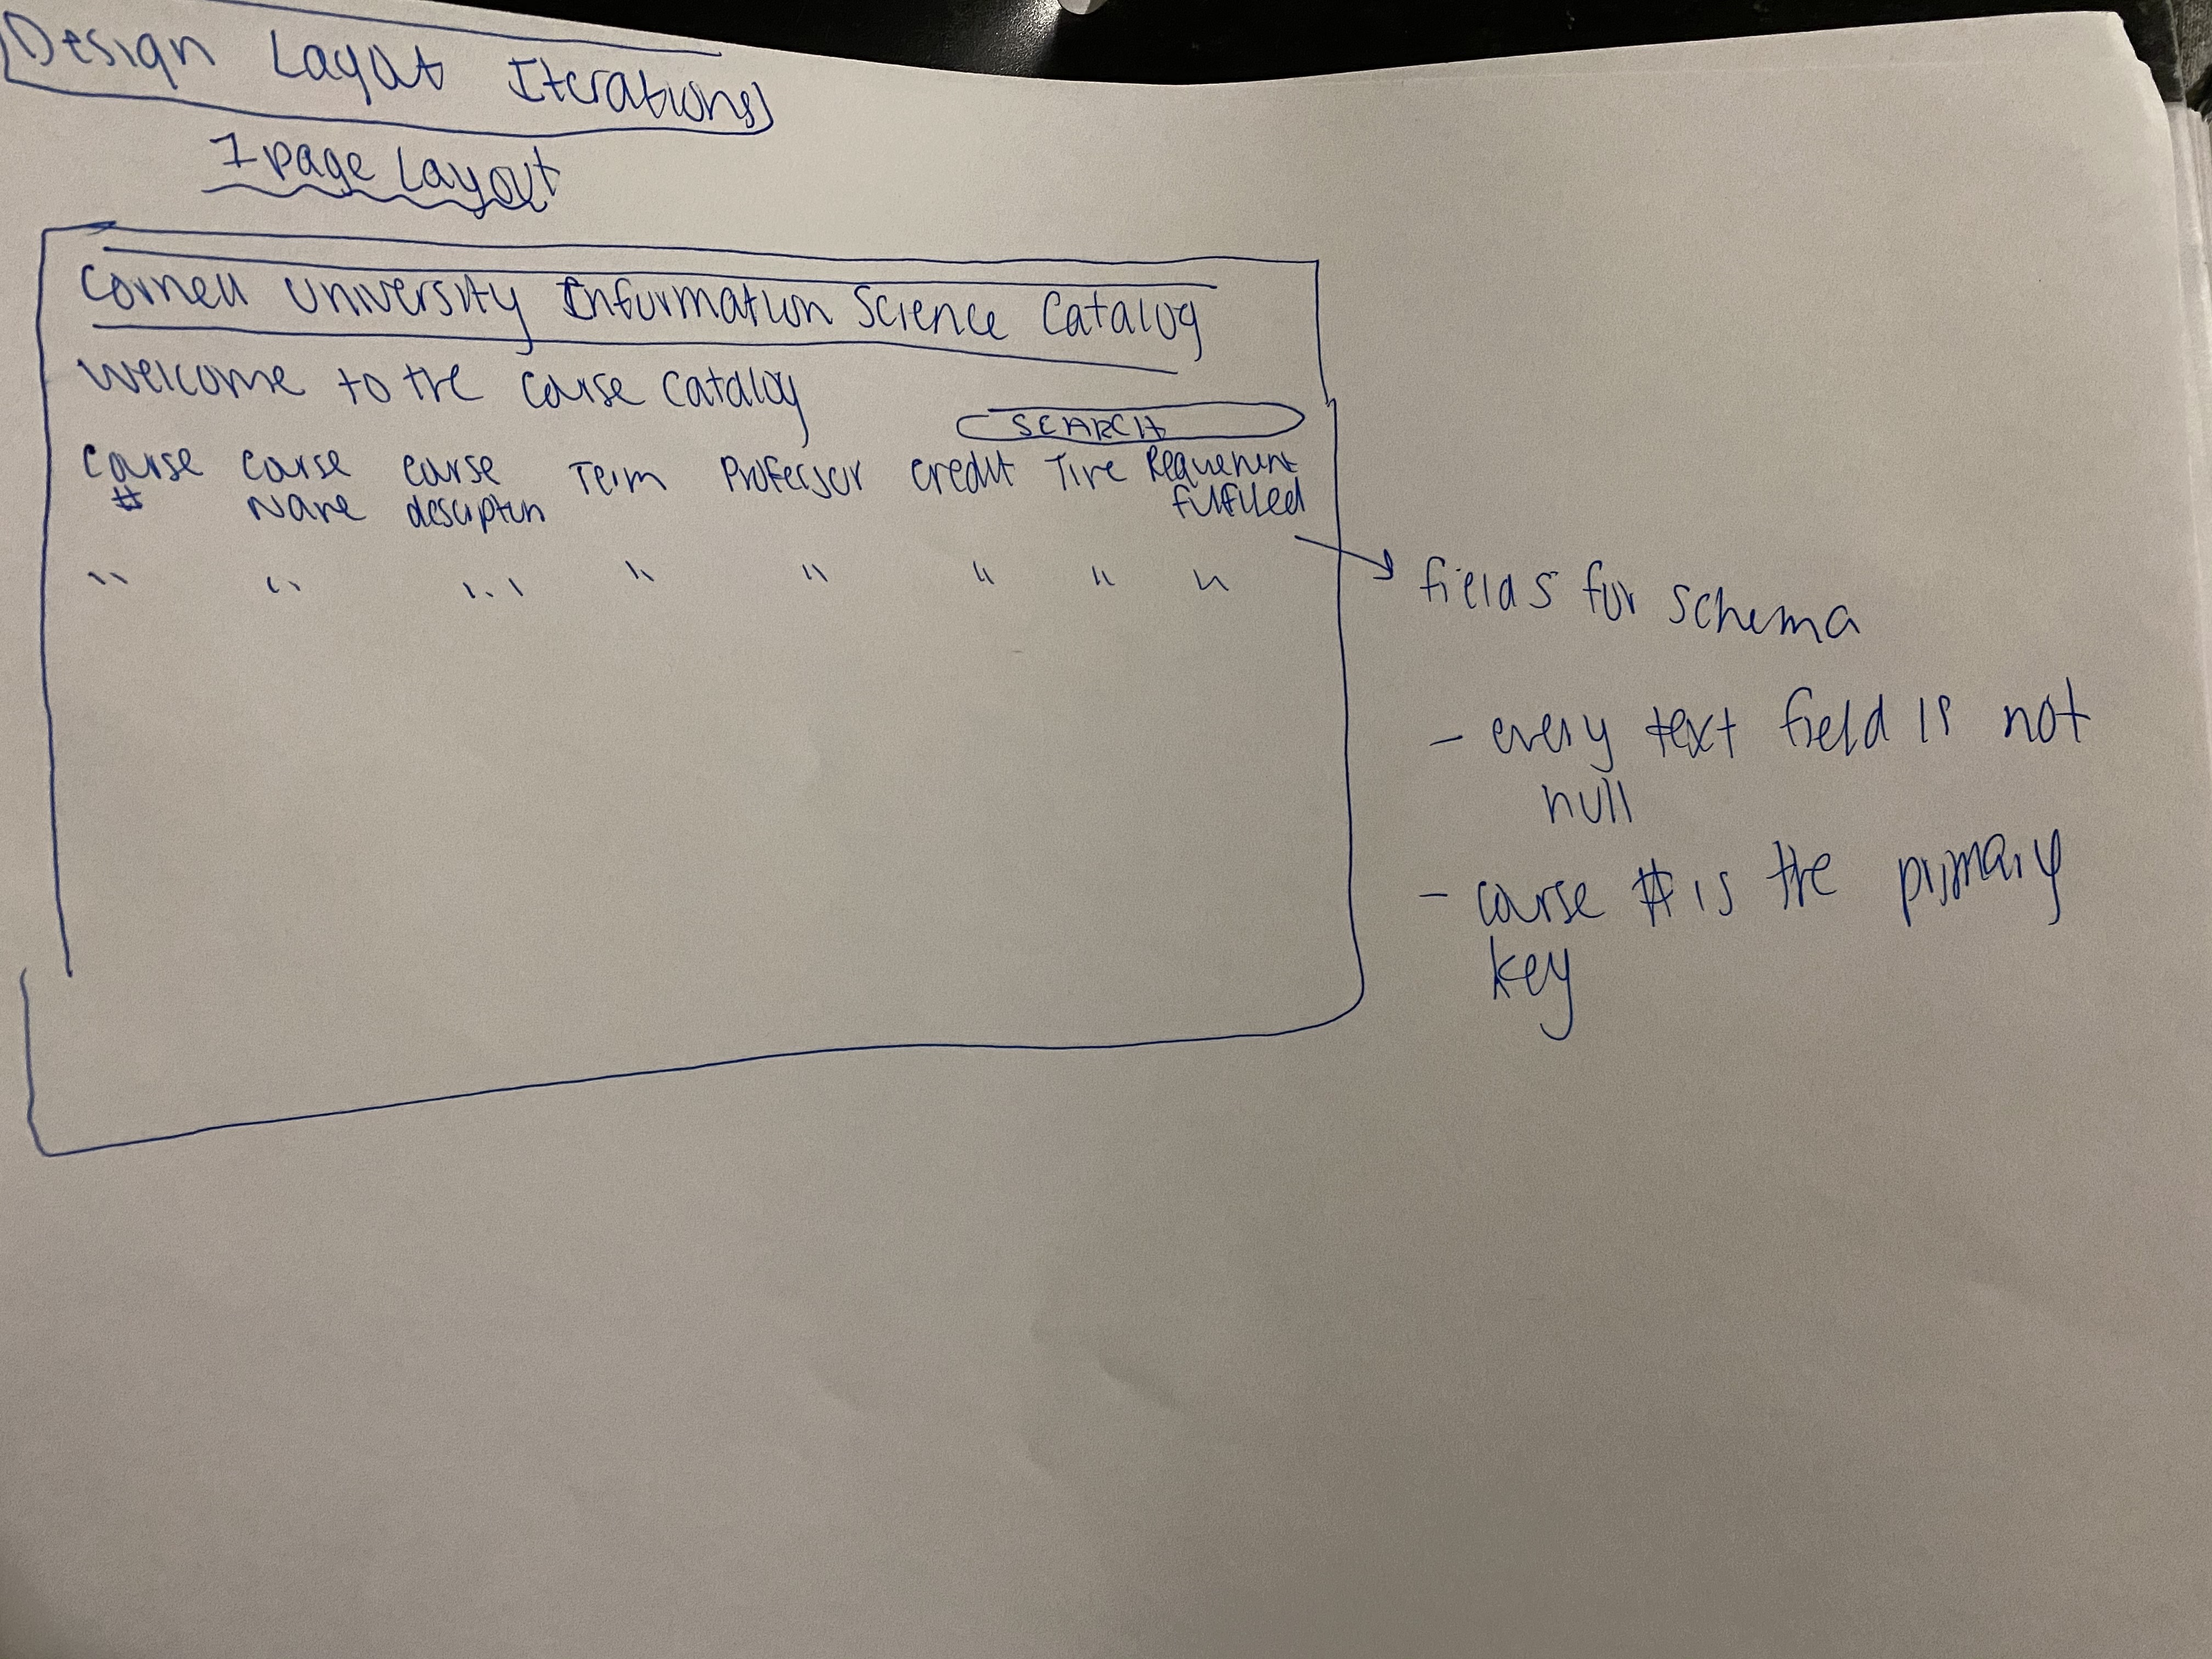 Design Layout Iterations
1 page Layout
Cornell University Information Science Catalog
Welcome to the course catalog
SEARCH
Course # Course Name Course description Term Professor Credit Time Requirement fulfilled
" " " " " " " "
fields for schema
- every text field is not
null
- course # is the primary
key